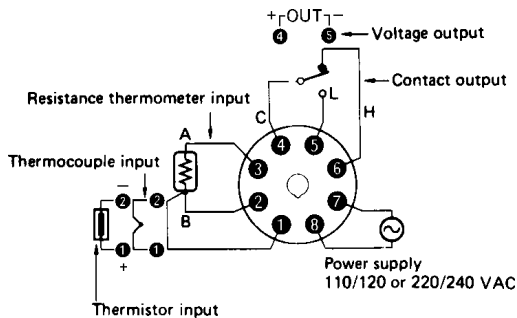 + OUT −
4 5
Voltage output
Contact output
Resistance thermometer input
C L H
A
Thermocouple input
4 5
3 6
− 2 2
2 7
B
1 8
1 1
+
Power supply
110/120 or 220/240 VAC
Thermistor input